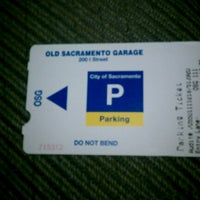 OLD SACRAMENTO GARAGE
200 I Street
OSG
City of Sacramento
P
Parking
DO NOT BEND
Parking Ticket